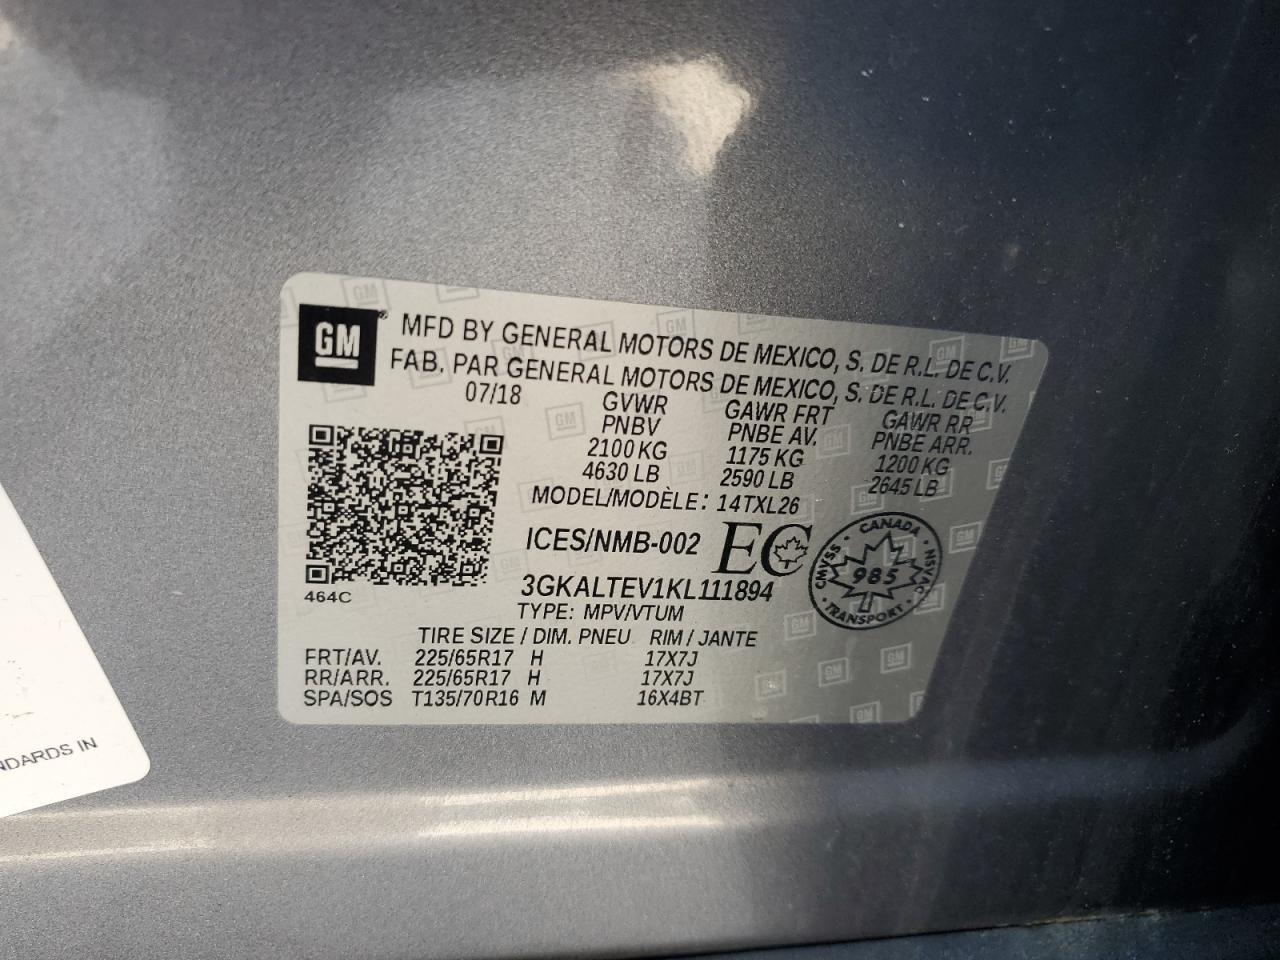 GM
MFD BY GENERAL MOTORS DE MEXICO, S. DE R.L. DE C.V.
FAB. PAR GENERAL MOTORS DE MEXICO, S. DE R.L. DE C.V.
07/18
GVWR GAWR FRT GAWR RR
PNBV PNBE AV. PNBE ARR.
2100 KG 1175 KG 1200 KG
4630 LB 2590 LB 2645 LB
MODEL/MODÈLE: 14TXL26
ICES/NMB-002 EC
CANADA
CMVSS 985 NSVAC
TRANSPORT
3GKALTEV1KL111894
464C
TYPE: MPV/VTUM
TIRE SIZE / DIM. PNEU RIM / JANTE
FRT/AV. 225/65R17 H 17X7J
RR/ARR. 225/65R17 H 17X7J
SPA/SOS T135/70R16 M 16X4BT
NDARDS IN